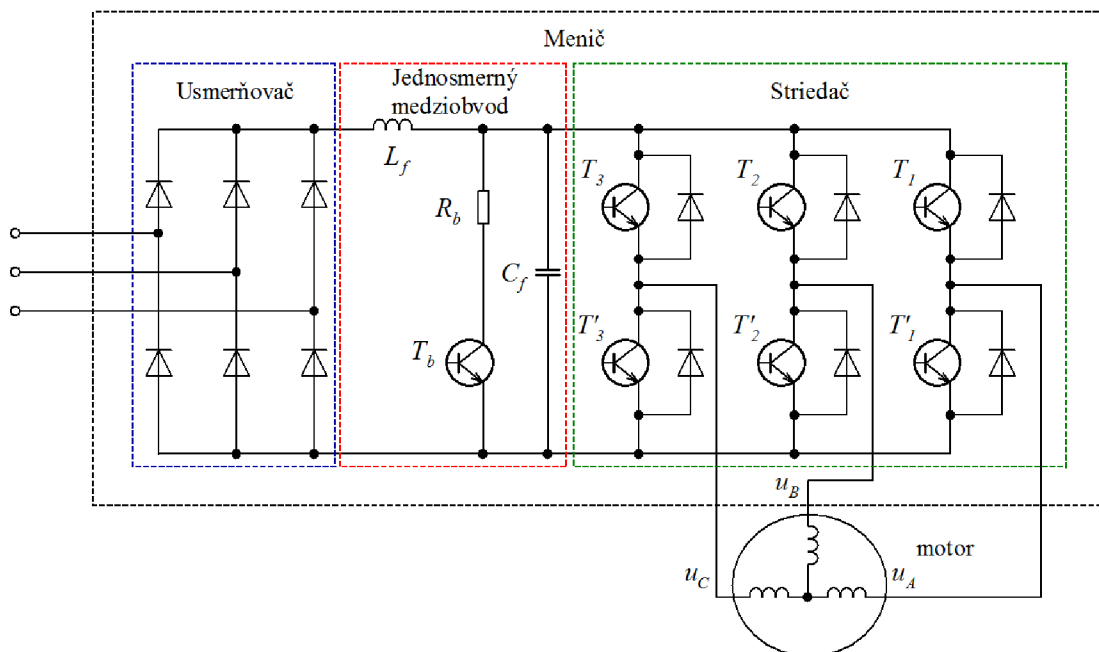 Menič
Usmerňovač
Jednosmerný
medziobvod
Striedač
L_f
R_b
C_f
T_b
T_3
T_2
T_1
T'_3
T'_2
T'_1
u_B
motor
u_C
u_A